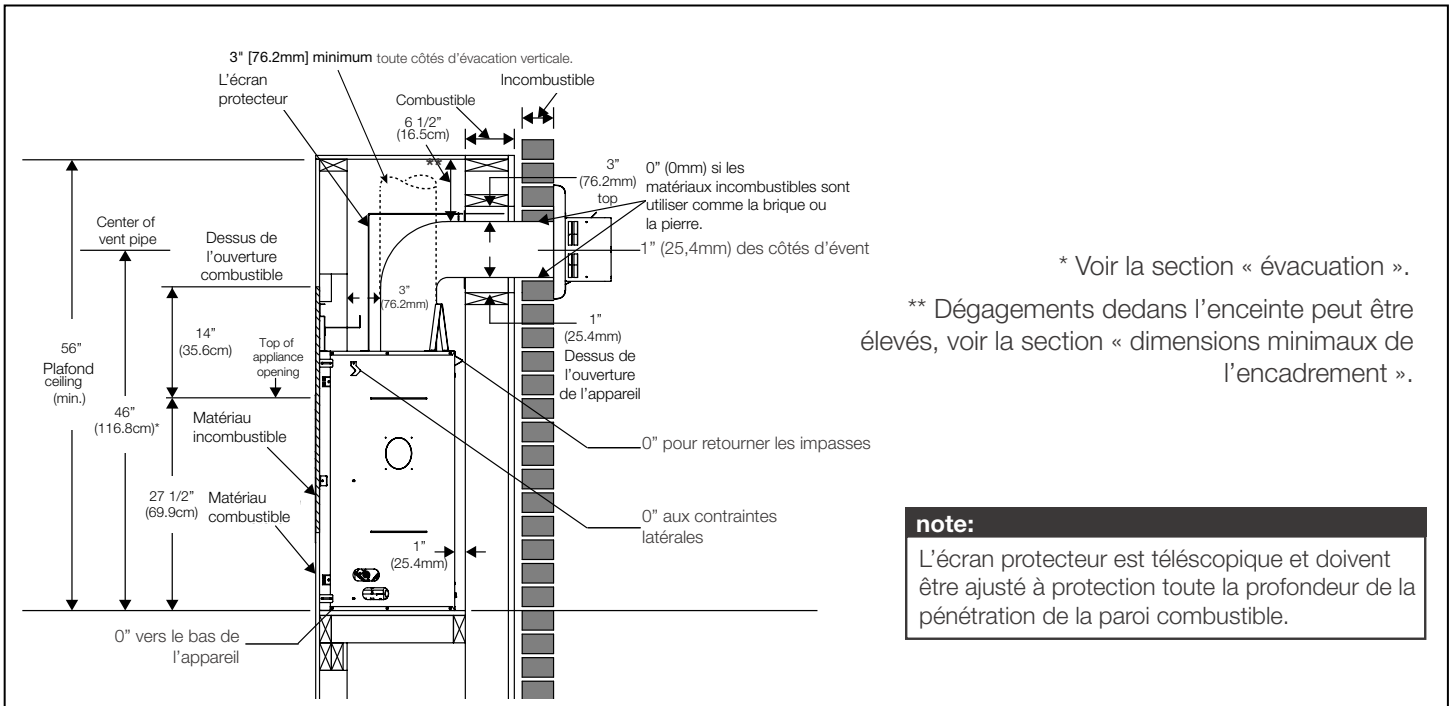 3" [76.2mm] minimum toute côtés d'évacation verticale.
L'écran
protecteur
Incombustible
Combustible
6 1/2"
(16.5cm)
**
3"
(76.2mm)
top
0" (0mm) si les
matériaux incombustibles sont
utiliser comme la brique ou
la pierre.
1" (25,4mm) des côtés d'évent
Center of
vent pipe
Dessus de
l'ouverture
combustible
3"
(76.2mm)
1"
(25.4mm)
Dessus de
l'ouverture
de l'appareil
14"
(35.6cm)
Top of
appliance
opening
56"
Plafond
ceiling
(min.)
46"
(116.8cm)*
Matériau
incombustible
27 1/2"
(69.9cm)
Matériau
combustible
0" pour retourner les impasses
0" aux contraintes
latérales
1"
(25.4mm)
0" vers le bas de
l'appareil
* Voir la section « évacuation ».
** Dégagements dedans l'enceinte peut être
élevés, voir la section « dimensions minimaux de
l'encadrement ».
note:
L'écran protecteur est téléscopique et doivent
être ajusté à protection toute la profondeur de la
pénétration de la paroi combustible.